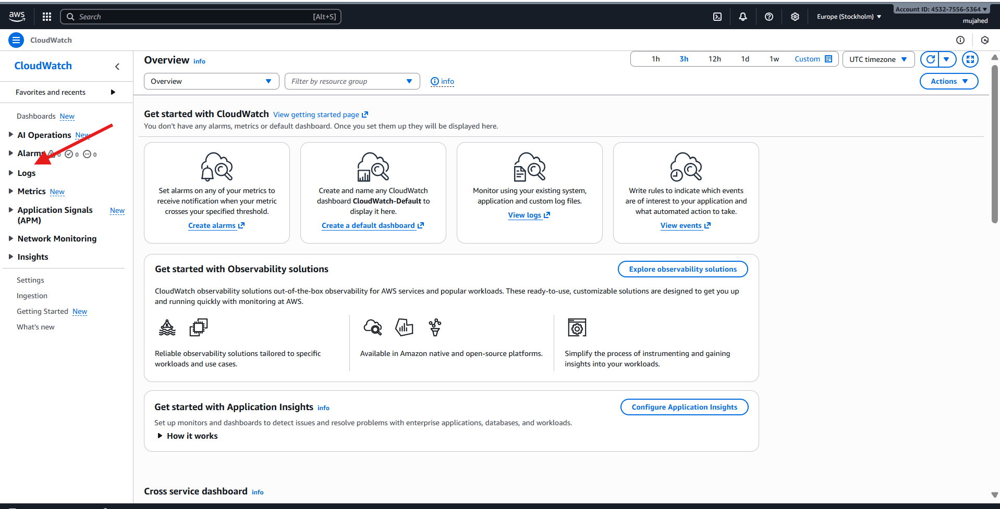 aws
Search
[Alt+S]
Europe (Stockholm)
Account ID: 4532-7556-5364
mujahed
CloudWatch
CloudWatch
Favorites and recents
Dashboards New
AI Operations New
Alarms 0 0 0
Logs
Metrics New
Application Signals New
(APM)
Network Monitoring
Insights
Settings
Ingestion
Getting Started New
What's new
Overview info
1h 3h 12h 1d 1w Custom
UTC timezone
Overview
Filter by resource group
info
Actions
Get started with CloudWatch View getting started page
You don't have any alarms, metrics or default dashboard. Once you set them up they will be displayed here.
Set alarms on any of your metrics to
receive notification when your metric
crosses your specified threshold.
Create alarms
Create and name any CloudWatch
dashboard CloudWatch-Default to
display it here.
Create a default dashboard
Monitor using your existing system,
application and custom log files.
View logs
Write rules to indicate which events
are of interest to your application and
what automated action to take.
View events
Get started with Observability solutions
Explore observability solutions
CloudWatch observability solutions out-of-the-box observability for AWS services and popular workloads. These ready-to-use, customizable solutions are designed to get you up
and running quickly with monitoring at AWS.
Reliable observability solutions tailored to specific
workloads and use cases.
Available in Amazon native and open-source platforms.
Simplify the process of instrumenting and gaining
insights into your workloads.
Get started with Application Insights info
Configure Application Insights
Set up monitors and dashboards to detect issues and resolve problems with enterprise applications, databases, and workloads.
How it works
Cross service dashboard info